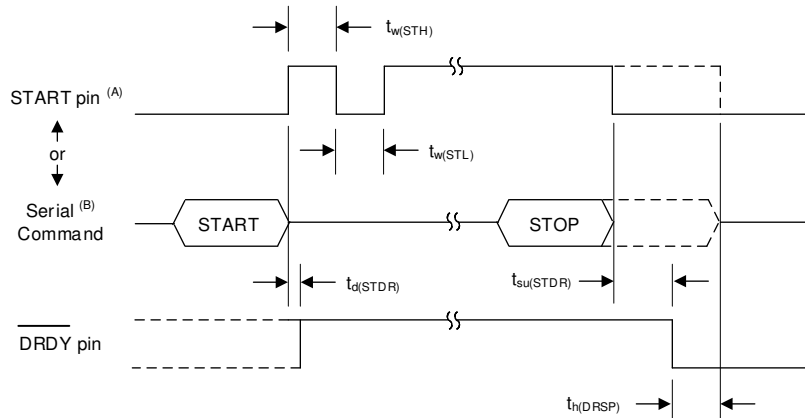 tw(STH)
START pin (A)
or
tw(STL)
Serial (B)
Command
START
STOP
td(STDR)
tsu(STDR)
DRDY pin
th(DRSP)